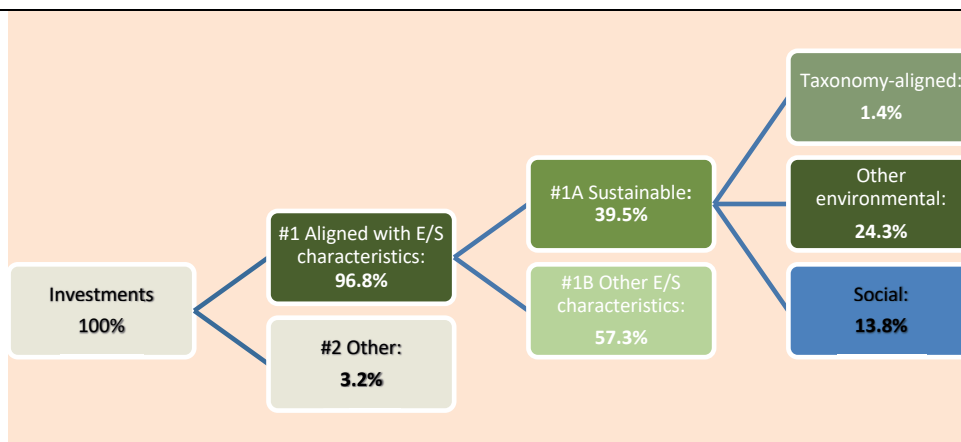 Investments
100%
#1 Aligned with E/S
characteristics:
96.8%
#2 Other:
3.2%
#1A Sustainable:
39.5%
#1B Other E/S
characteristics:
57.3%
Taxonomy-aligned:
1.4%
Other
environmental:
24.3%
Social:
13.8%